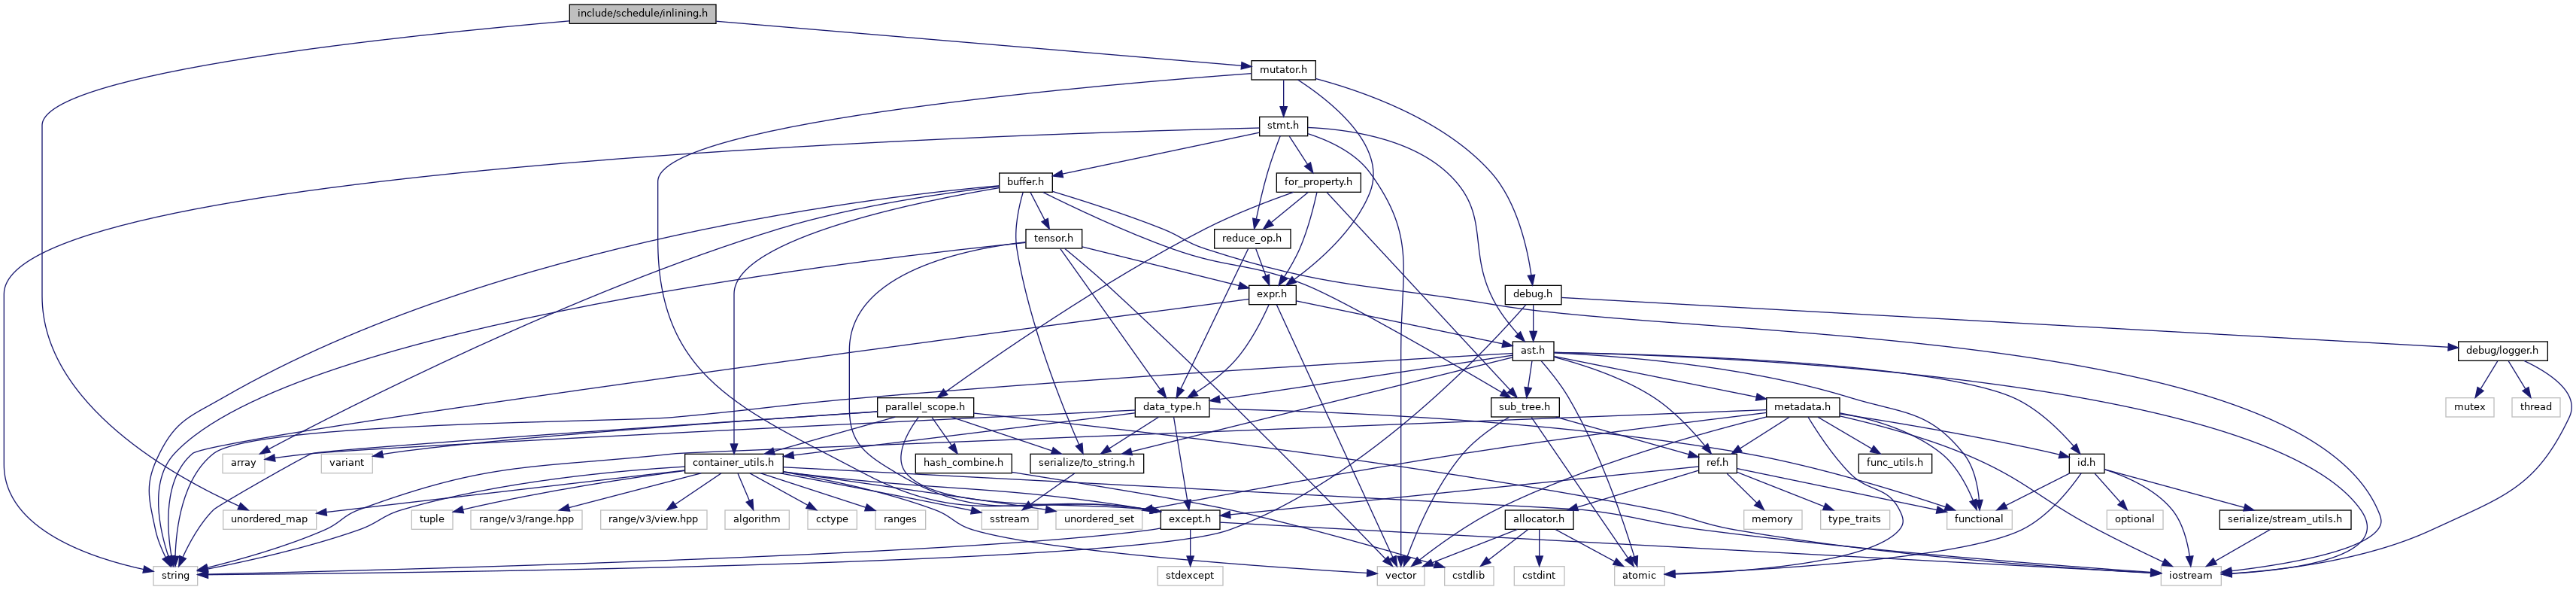 include/schedule/inlining.h
mutator.h
stmt.h
buffer.h
for_property.h
tensor.h
reduce_op.h
expr.h
debug.h
ast.h
debug/logger.h
parallel_scope.h
data_type.h
sub_tree.h
metadata.h
mutex
thread
array
variant
container_utils.h
hash_combine.h
serialize/to_string.h
ref.h
func_utils.h
id.h
unordered_map
tuple
range/v3/range.hpp
range/v3/view.hpp
algorithm
cctype
ranges
sstream
unordered_set
except.h
allocator.h
memory
type_traits
functional
optional
serialize/stream_utils.h
string
stdexcept
vector
cstdlib
cstdint
atomic
iostream